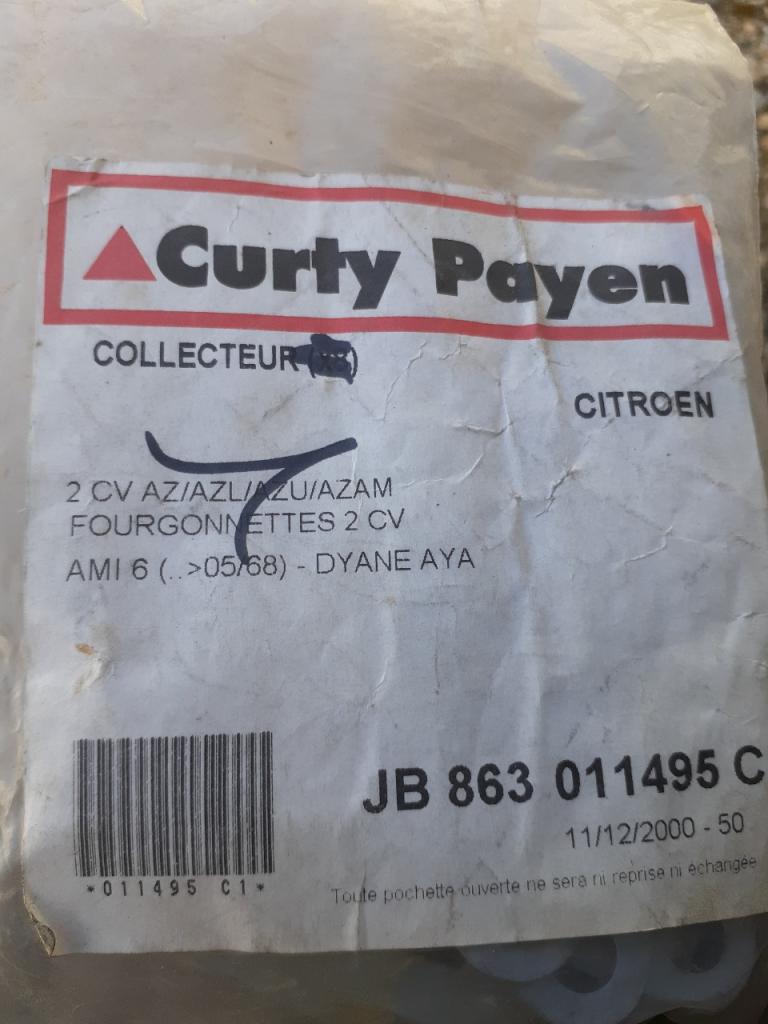 Curty Payen
COLLECTEUR
CITROEN
2 CV AZ/AZL/AZU/AZAM
FOURGONNETTES 2 CV
AMI 6 (..>05/68) - DYANE AYA
JB 863 011495 C
11/12/2000 - 50
*011495 C1*
Toute pochette ouverte ne sera ni reprise ni échangée